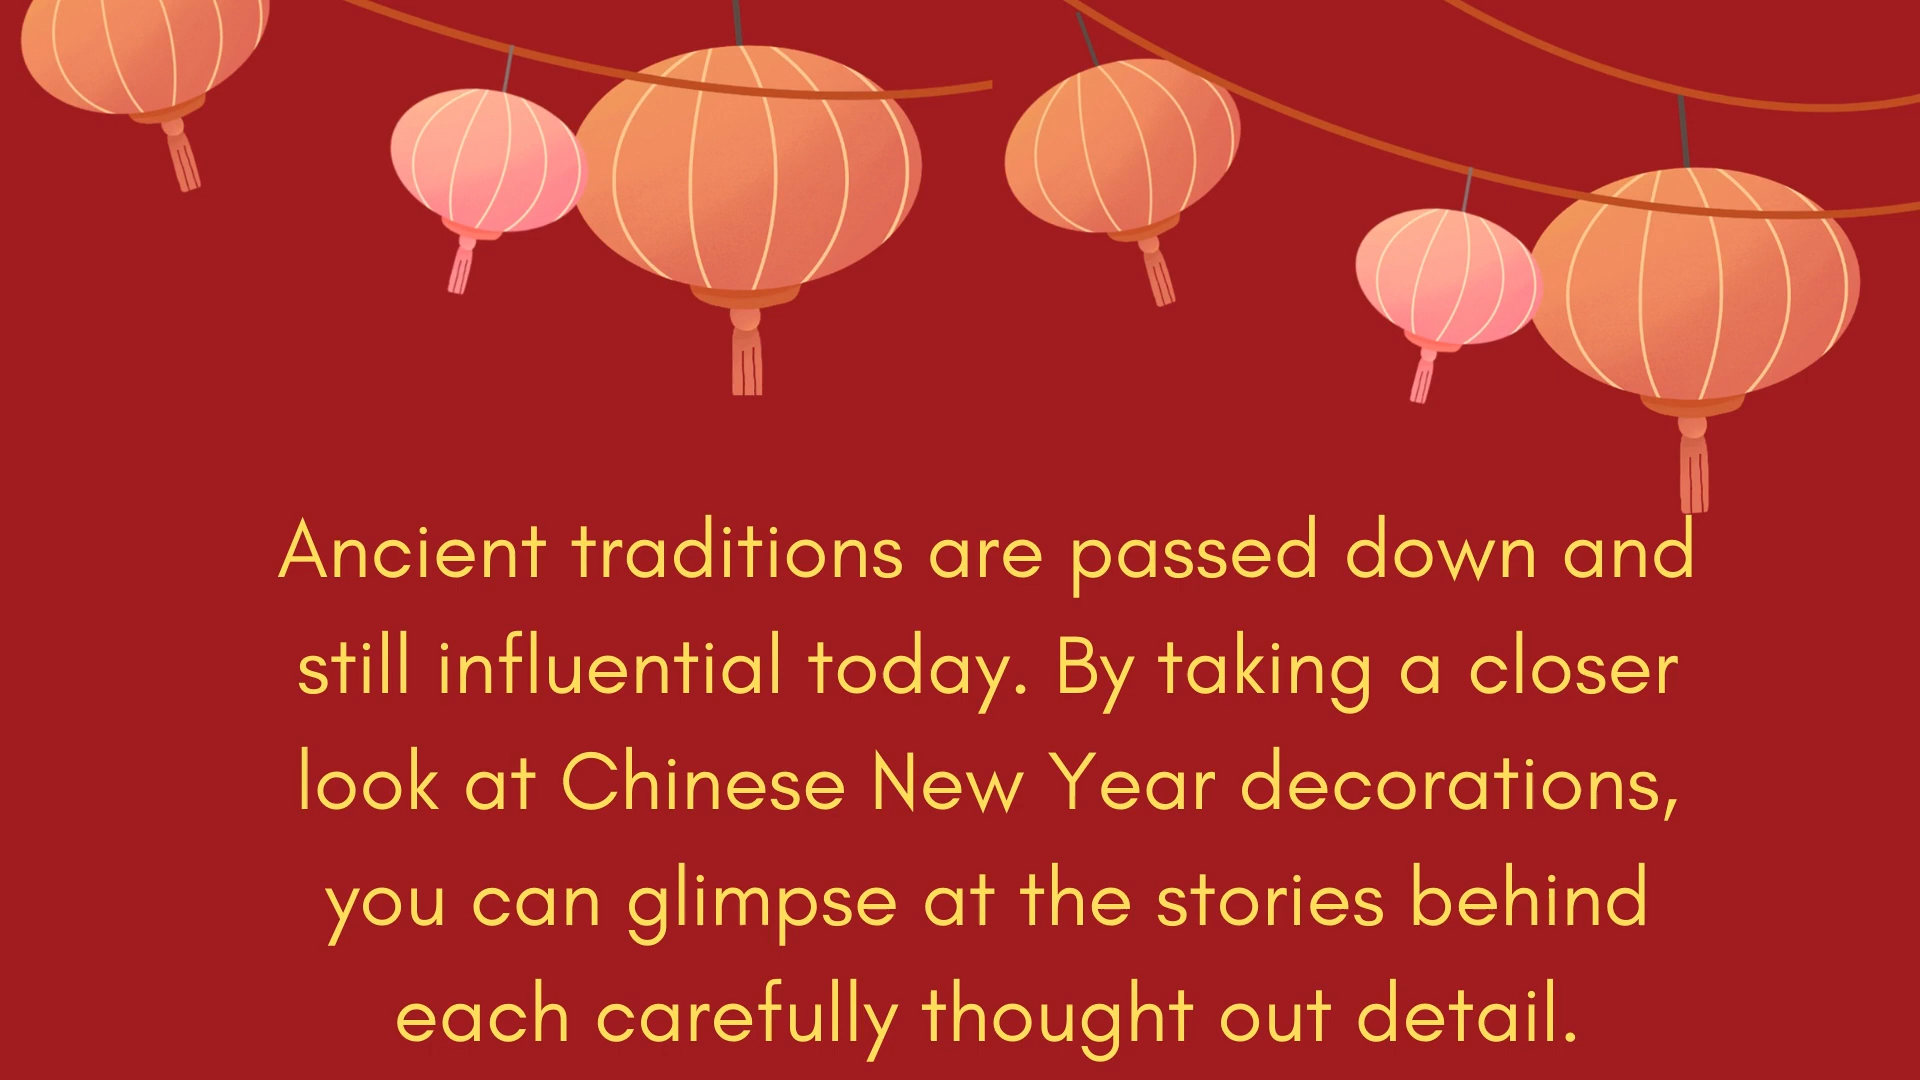 Ancient traditions are passed down and
still influential today. By taking a closer
look at Chinese New Year decorations,
you can glimpse at the stories behind
each carefully thought out detail.